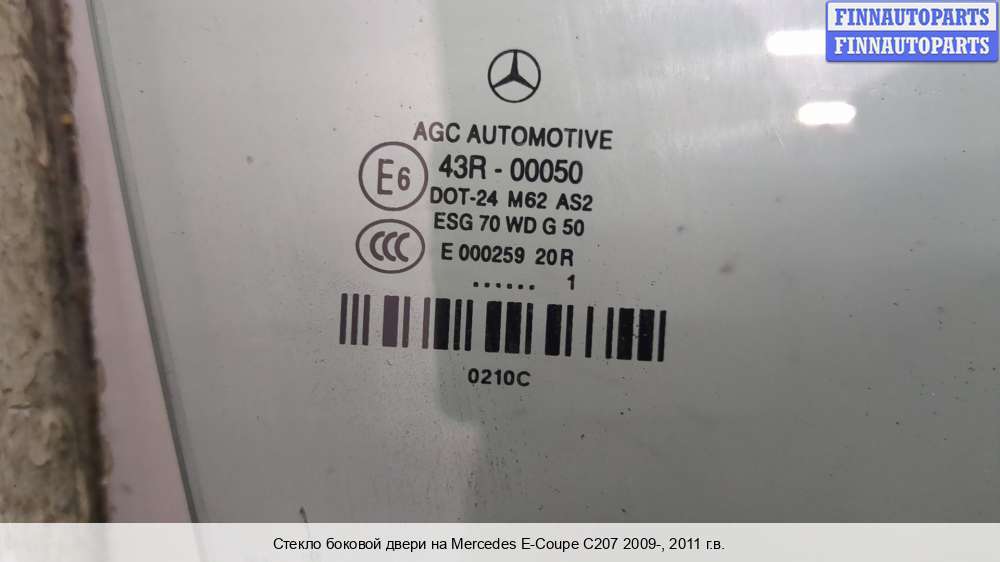 FINNAUTOPARTS
FINNAUTOPARTS
AGC AUTOMOTIVE
E6 43R - 00050
DOT-24 M62 AS2
ESG 70 WD G 50
CCC E 000259 20R
...... 1
0210C
Стекло боковой двери на Mercedes E-Coupe C207 2009-, 2011 г.в.